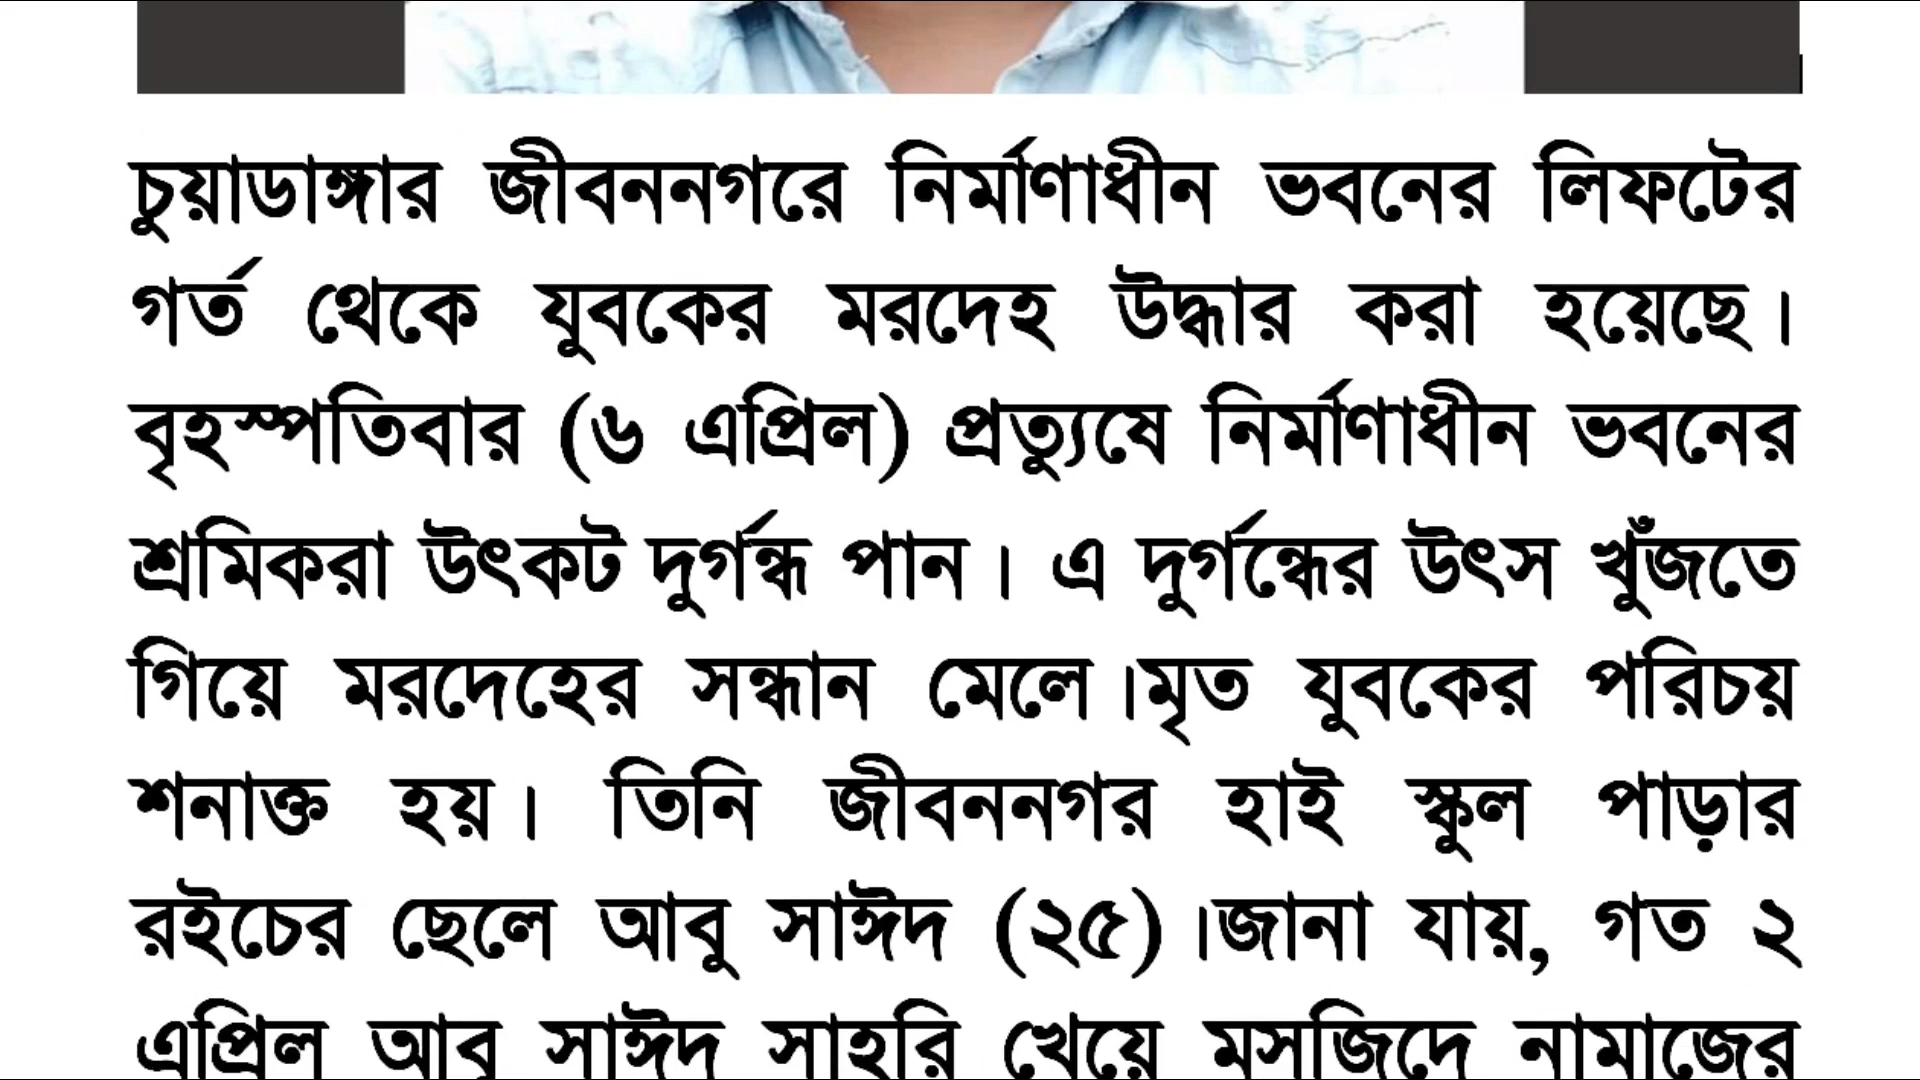 চুয়াডাঙ্গার জীবননগরে নির্মাণাধীন ভবনের লিফটের
গর্ত থেকে যুবকের মরদেহ উদ্ধার করা হয়েছে।
বৃহস্পতিবার (৬ এপ্রিল) প্রত্যুষে নির্মাণাধীন ভবনের
শ্রমিকরা উৎকট দুর্গন্ধ পান। এ দুর্গন্ধের উৎস খুঁজতে
গিয়ে মরদেহের সন্ধান মেলে।মৃত যুবকের পরিচয়
শনাক্ত হয়। তিনি জীবননগর হাই স্কুল পাড়ার
রইচের ছেলে আবু সাঈদ (২৫)।জানা যায়, গত ২
এপ্রিল আবু সাঈদ সাহরি খেয়ে মসজিদে নামাজের